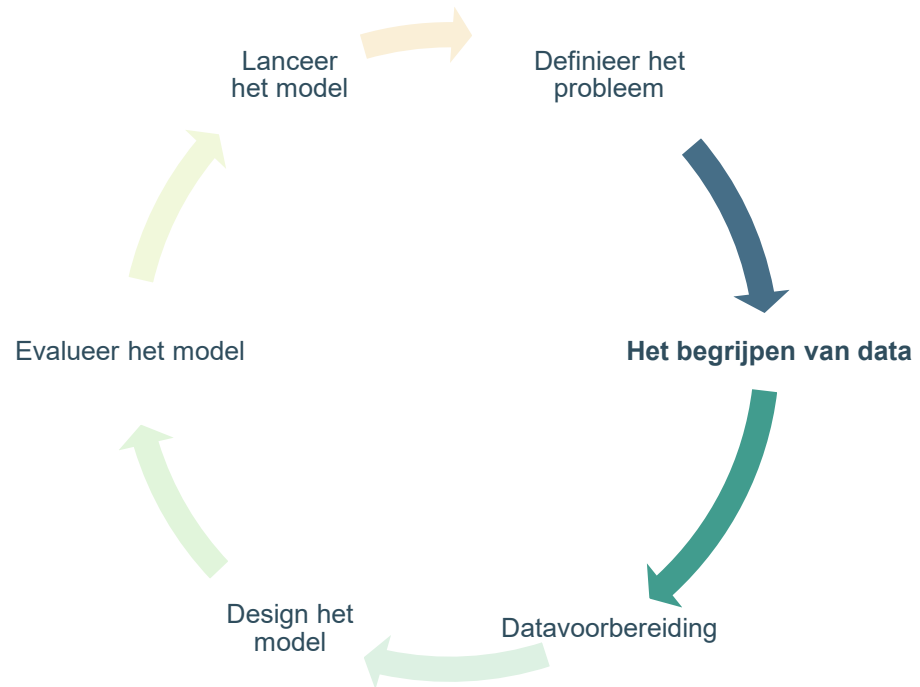 Lanceer
het model
Definieer het
probleem
Evalueer het model
Het begrijpen van data
Design het
model
Datavoorbereiding